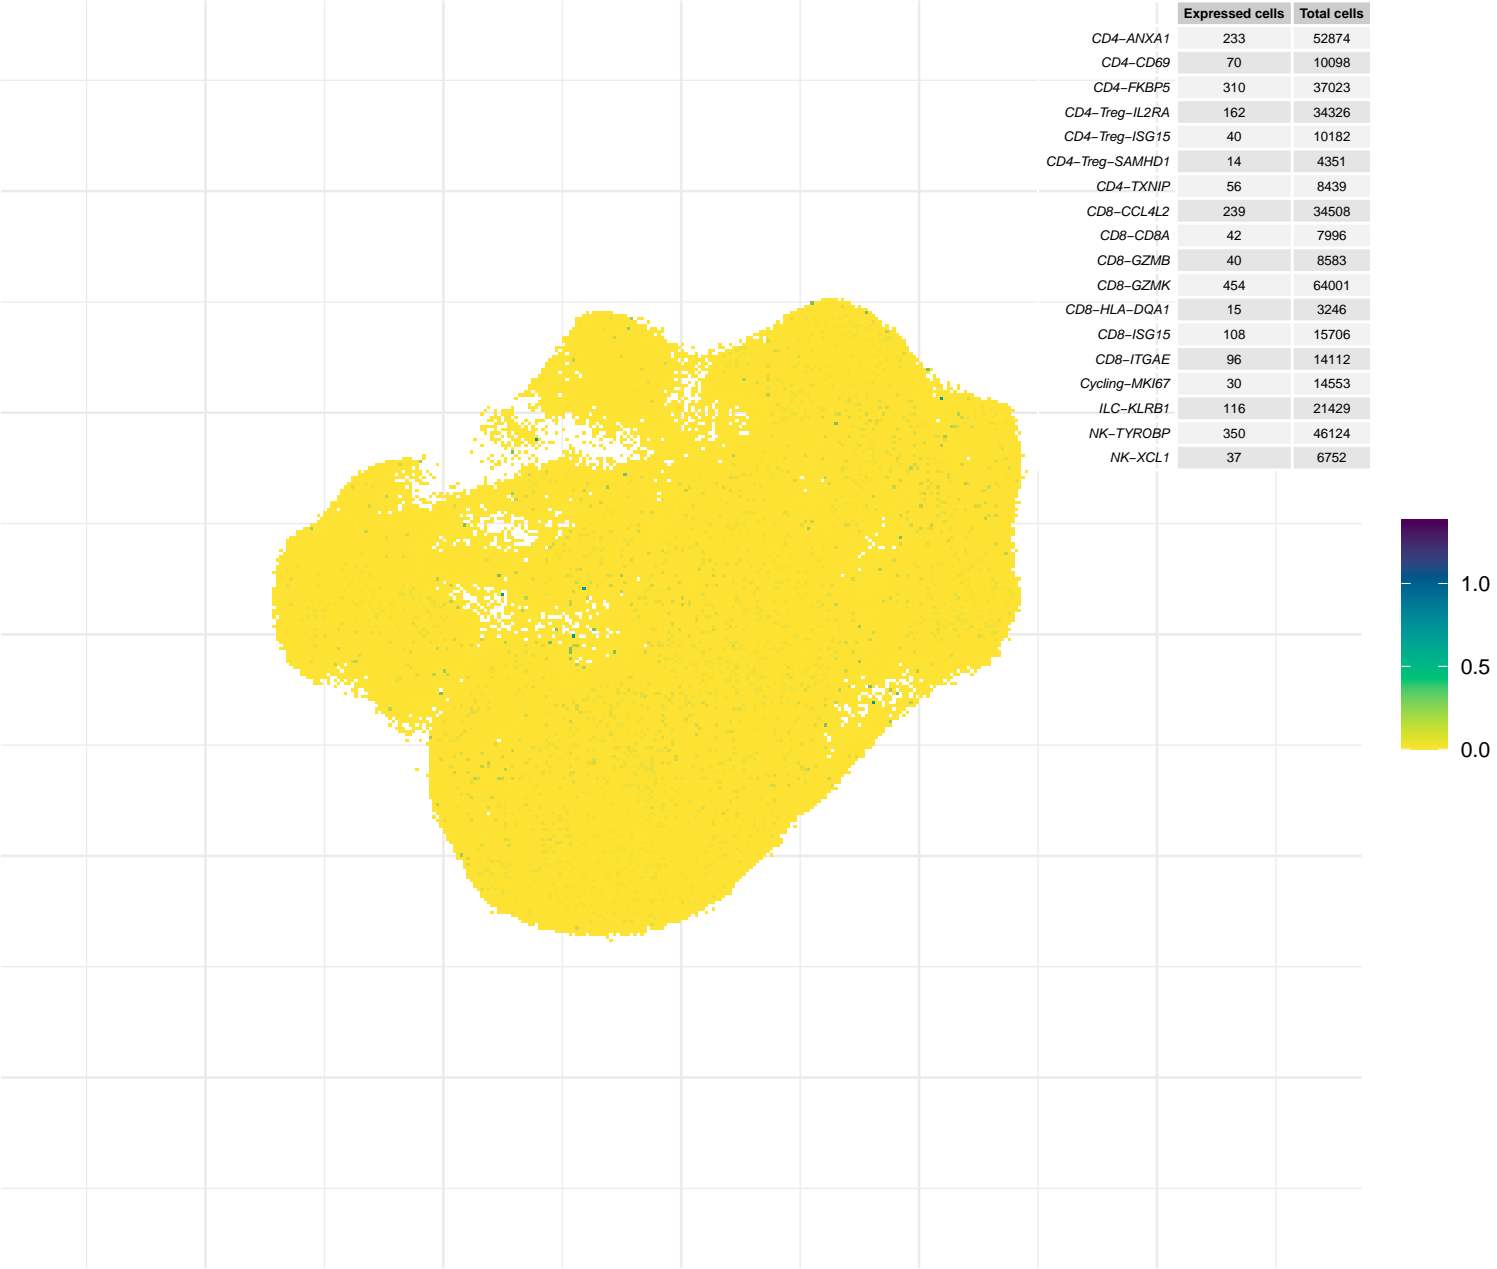 Expressed cells Total cells
CD4−ANXA1 233 52874
CD4−CD69 70 10098
CD4−FKBP5 310 37023
CD4−Treg−IL2RA 162 34326
CD4−Treg−ISG15 40 10182
CD4−Treg−SAMHD1 14 4351
CD4−TXNIP 56 8439
CD8−CCL4L2 239 34508
CD8−CD8A 42 7996
CD8−GZMB 40 8583
CD8−GZMK 454 64001
CD8−HLA−DQA1 15 3246
CD8−ISG15 108 15706
CD8−ITGAE 96 14112
Cycling−MKI67 30 14553
ILC−KLRB1 116 21429
NK−TYROBP 350 46124
NK−XCL1 37 6752
1.0
0.5
0.0